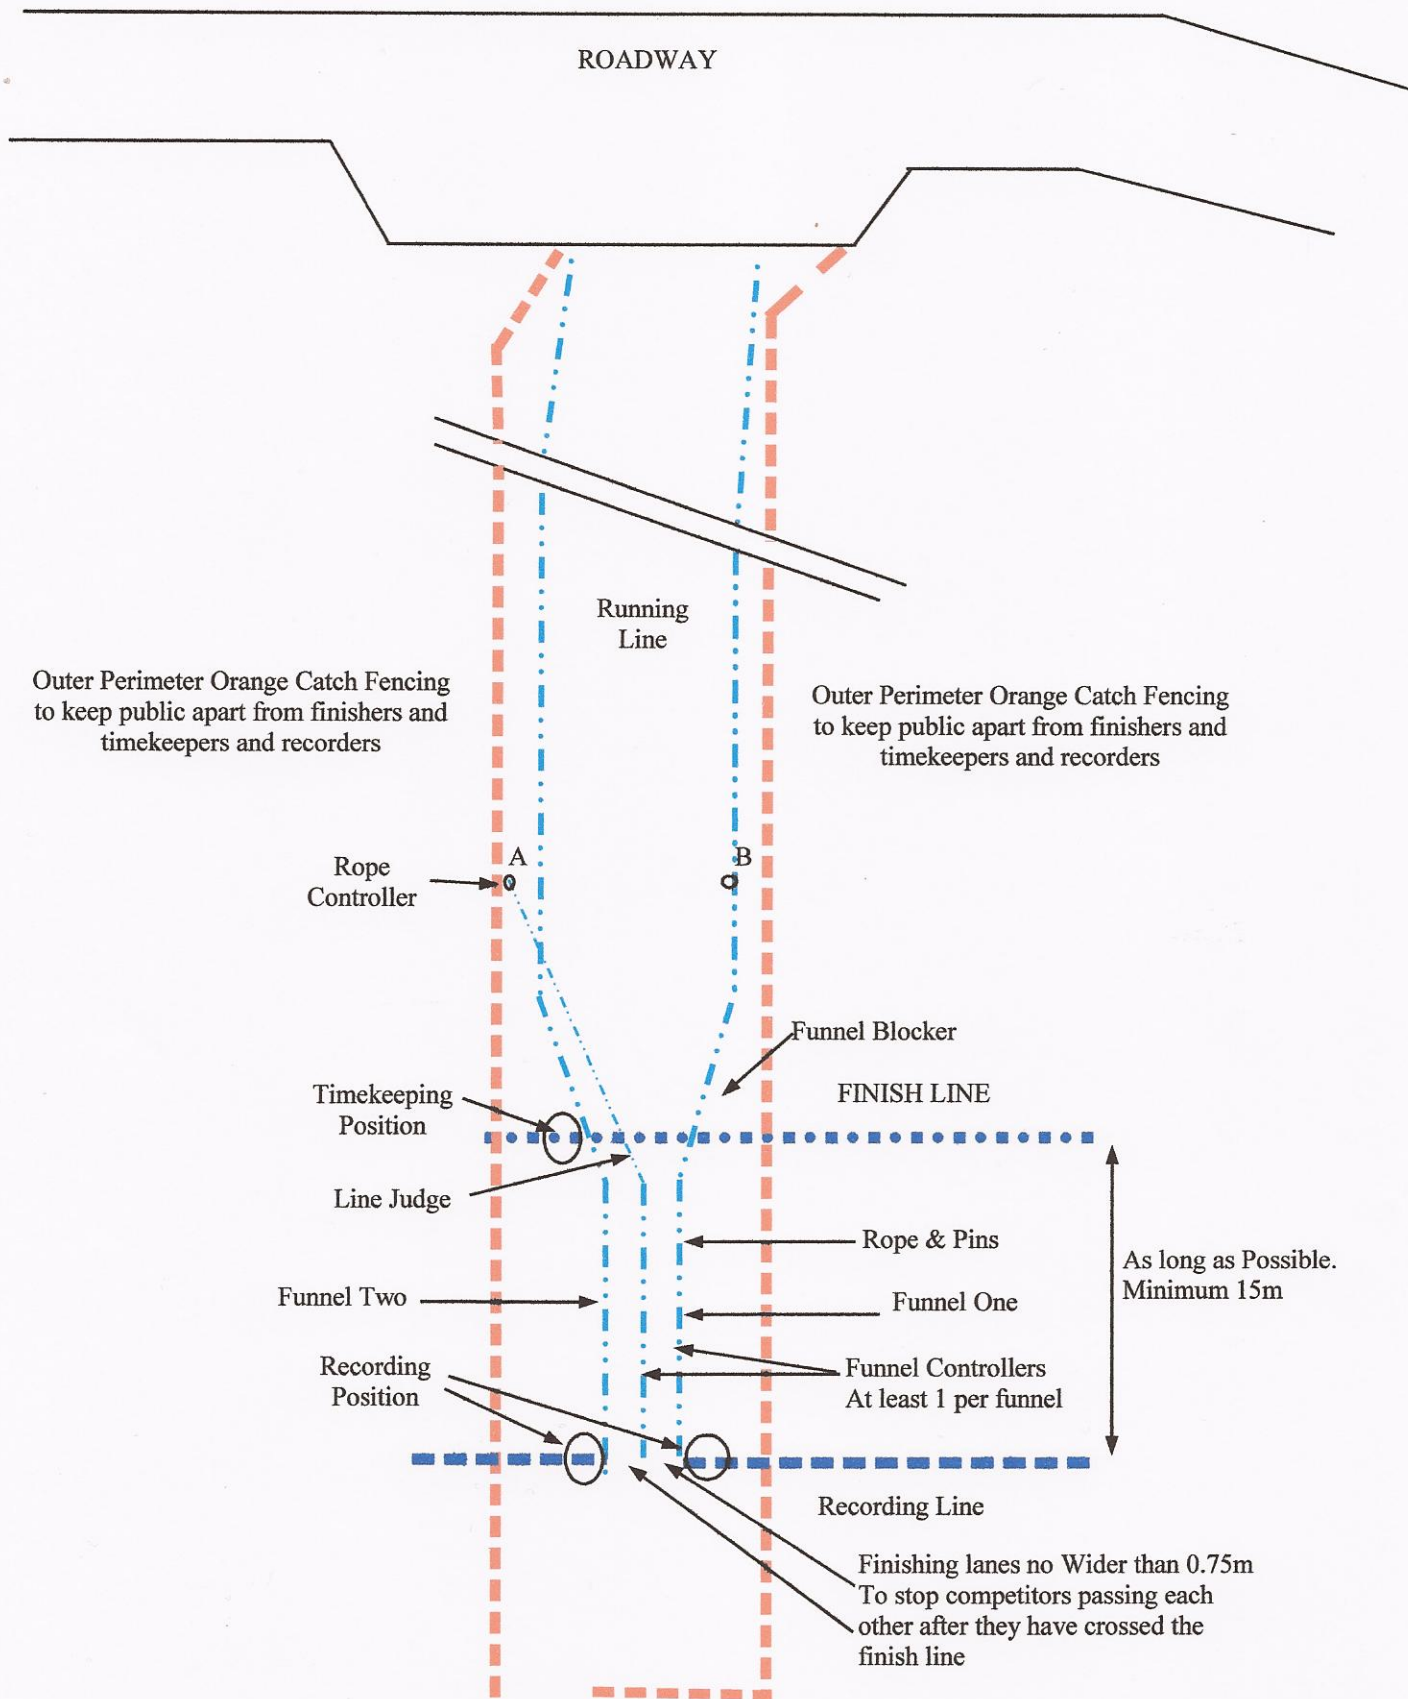 ROADWAY
Running
Line
Outer Perimeter Orange Catch Fencing
to keep public apart from finishers and
timekeepers and recorders
Outer Perimeter Orange Catch Fencing
to keep public apart from finishers and
timekeepers and recorders
A
B
Rope
Controller
Funnel Blocker
Timekeeping
Position
FINISH LINE
Line Judge
Rope & Pins
As long as Possible.
Minimum 15m
Funnel Two
Funnel One
Recording
Position
Funnel Controllers
At least 1 per funnel
Recording Line
Finishing lanes no Wider than 0.75m
To stop competitors passing each
other after they have crossed the
finish line